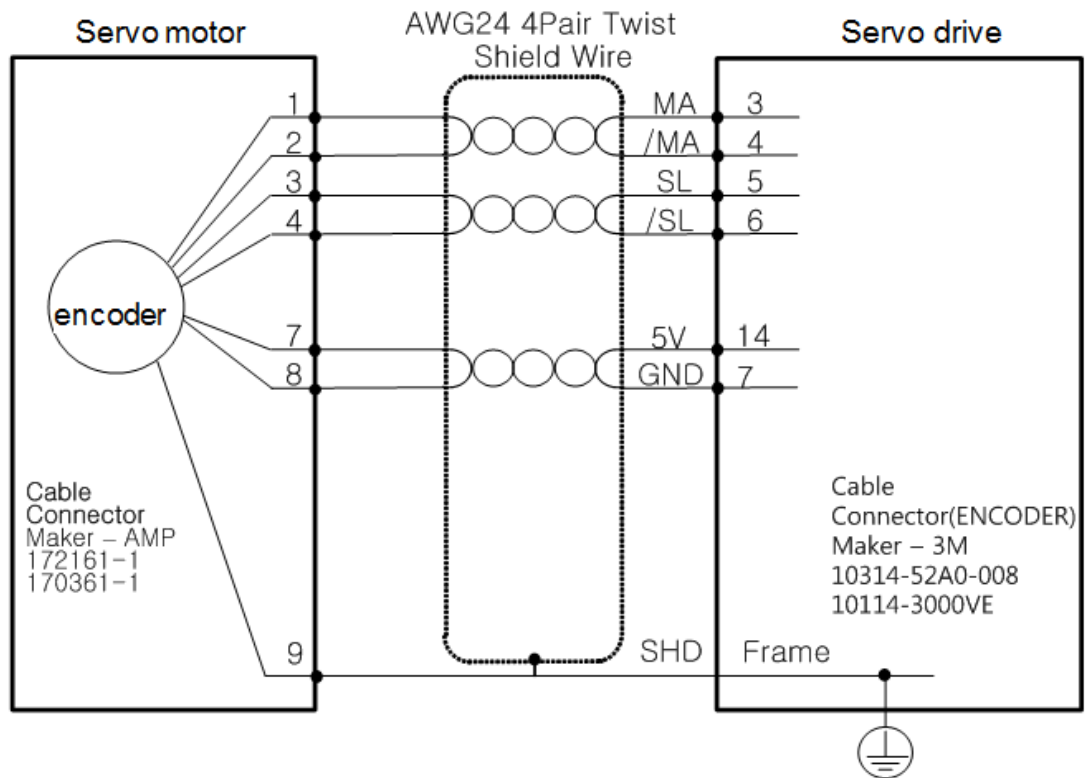 Servo motor
AWG24 4Pair Twist
Shield Wire
Servo drive
1
MA
3
2
/MA
4
3
SL
5
4
/SL
6
encoder
7
5V
14
8
GND
7
Cable
Connector
Maker – AMP
172161-1
170361-1
Cable
Connector(ENCODER)
Maker – 3M
10314-52A0-008
10114-3000VE
9
SHD
Frame